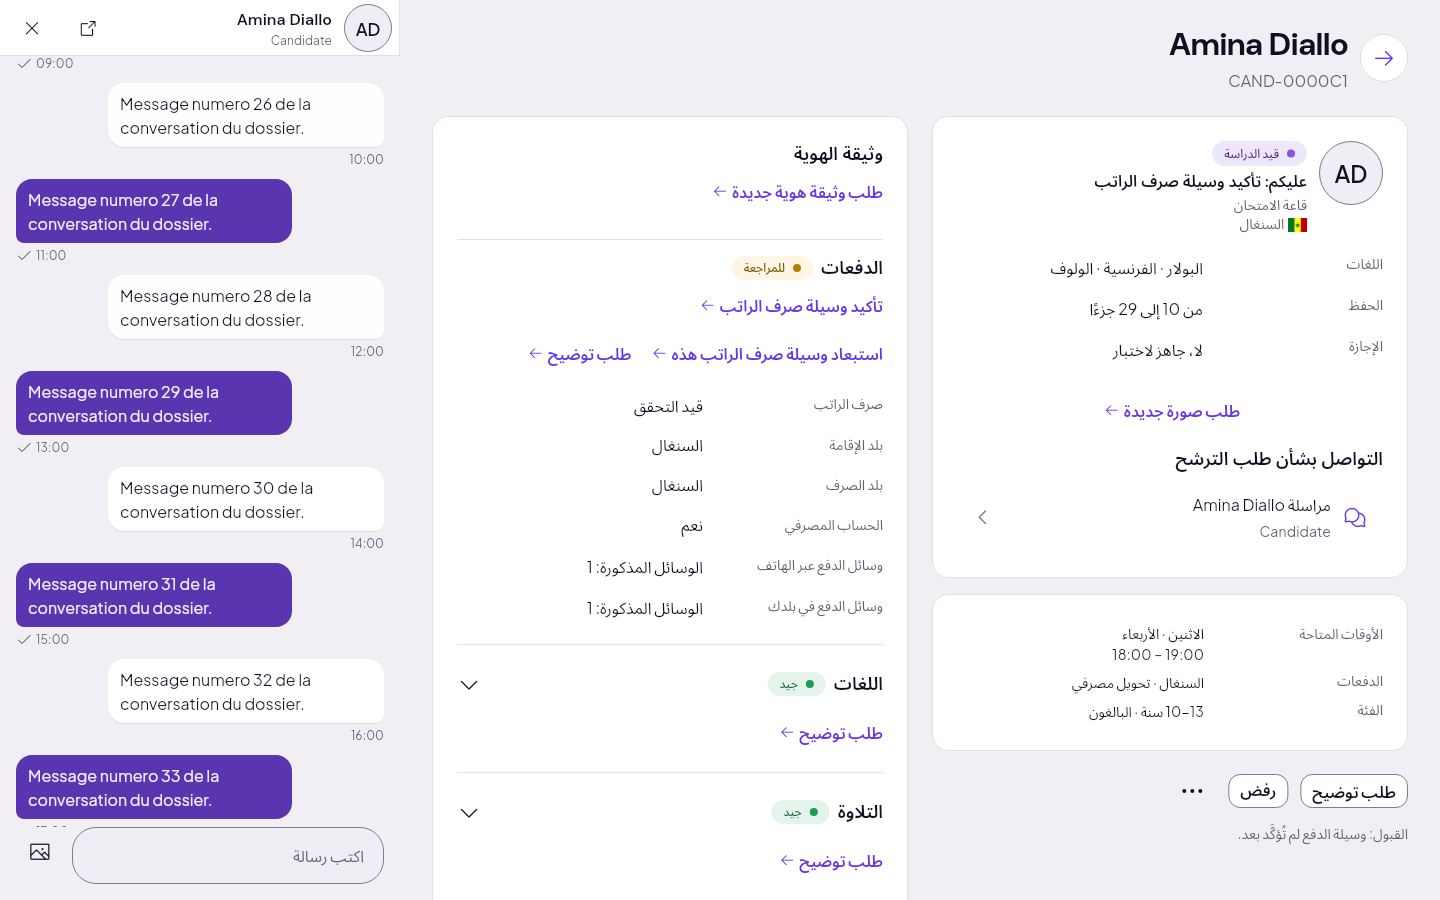 Amina Diallo
CAND-0000C1
AD
قيد الدراسة
عليكم: تأكيد وسيلة صرف الراتب
قاعة الامتحان
السنغال
اللغات
البولار · الفرنسية · الولوف
الحفظ
من 10 إلى 29 جزءًا
الإجازة
لا، جاهز لاختبار
طلب صورة جديدة
التواصل بشأن طلب الترشح
مراسلة Amina Diallo
Candidate
الأوقات المتاحة
الاثنين · الأربعاء
18:00 – 19:00
الدفعات
السنغال · تحويل مصرفي
الفئة
10–13 سنة · البالغون
طلب توضيح
رفض
القبول: وسيلة الدفع لم تُؤكَّد بعد.
وثيقة الهوية
طلب وثيقة هوية جديدة
الدفعات
للمراجعة
تأكيد وسيلة صرف الراتب
استبعاد وسيلة صرف الراتب هذه
طلب توضيح
صرف الراتب
قيد التحقق
بلد الإقامة
السنغال
بلد الصرف
السنغال
الحساب المصرفي
نعم
وسائل الدفع عبر الهاتف
الوسائل المذكورة: 1
وسائل الدفع في بلدك
الوسائل المذكورة: 1
اللغات
جيد
طلب توضيح
التلاوة
جيد
طلب توضيح
Amina Diallo
Candidate
AD
09:00
Message numero 26 de la
conversation du dossier.
10:00
Message numero 27 de la
conversation du dossier.
11:00
Message numero 28 de la
conversation du dossier.
12:00
Message numero 29 de la
conversation du dossier.
13:00
Message numero 30 de la
conversation du dossier.
14:00
Message numero 31 de la
conversation du dossier.
15:00
Message numero 32 de la
conversation du dossier.
16:00
Message numero 33 de la
conversation du dossier.
اكتب رسالة